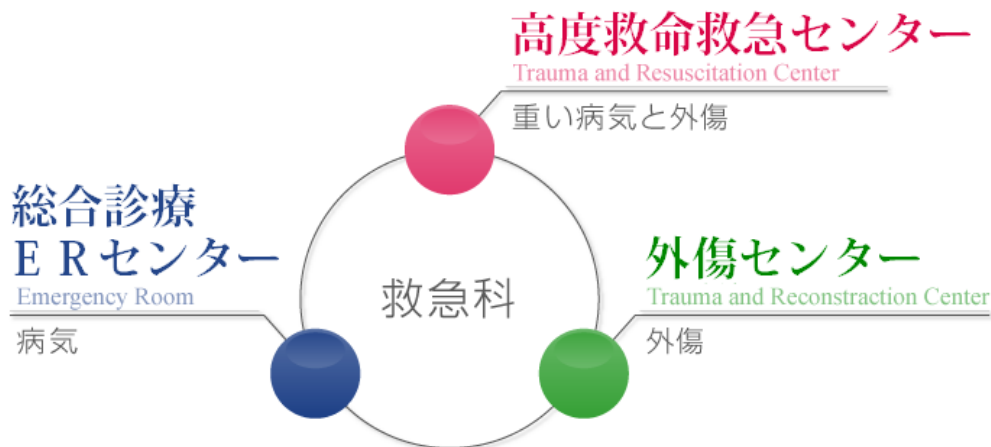 高度救命救急センター
Trauma and Resuscitation Center
重い病気と外傷
総合診療
ＥＲセンター
Emergency Room
病気
救急科
外傷センター
Trauma and Reconstraction Center
外傷